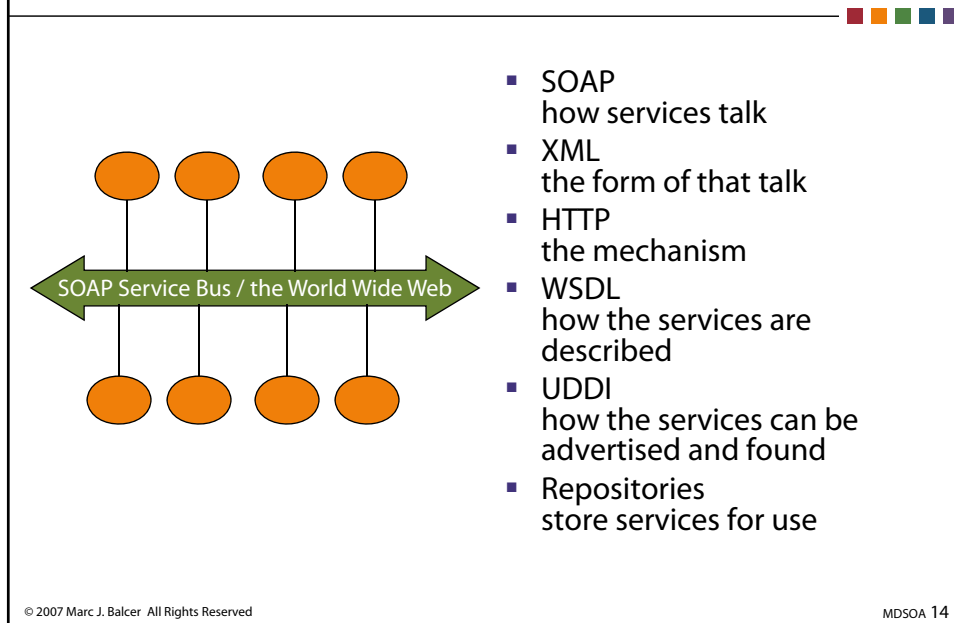 SOAP
how services talk
XML
the form of that talk
HTTP
the mechanism
WSDL
how the services are
described
UDDI
how the services can be
advertised and found
Repositories
store services for use
SOAP Service Bus / the World Wide Web
© 2007 Marc J. Balcer All Rights Reserved
MDSOA 14